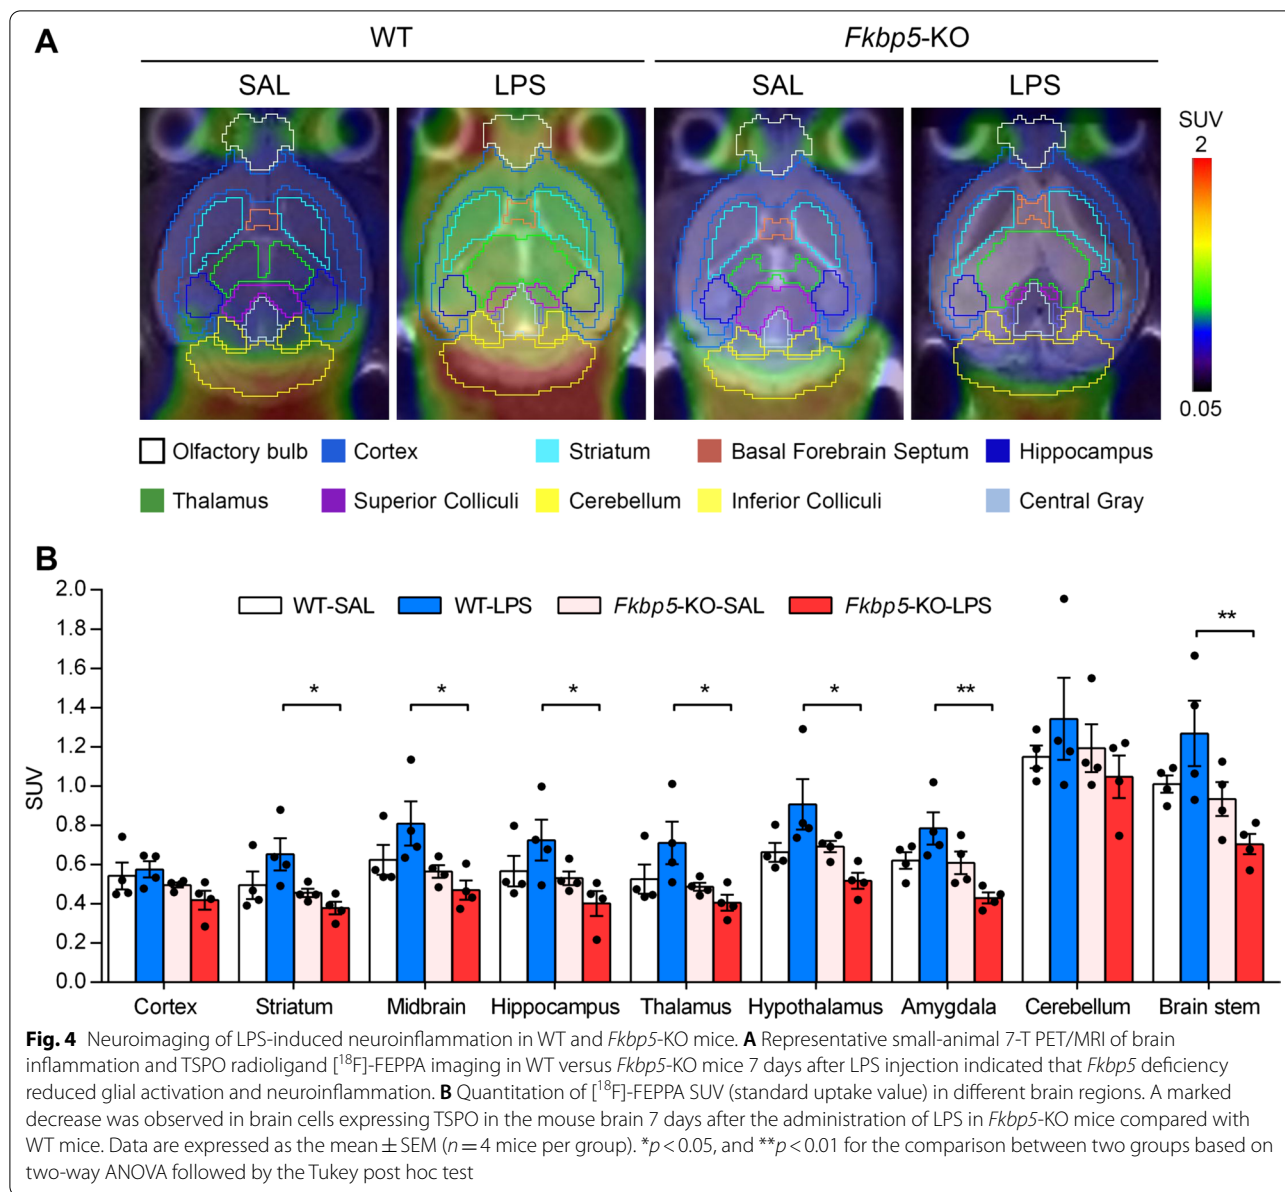 A
WT
Fkbp5-KO
SAL
LPS
SAL
LPS
SUV
2
0.05
Olfactory bulb
Cortex
Striatum
Basal Forebrain Septum
Hippocampus
Thalamus
Superior Colliculi
Cerebellum
Inferior Colliculi
Central Gray
B
WT-SAL
WT-LPS
Fkbp5-KO-SAL
Fkbp5-KO-LPS
SUV
2.0
1.8
1.6
1.4
1.2
1.0
0.8
0.6
0.4
0.2
0.0
*
*
*
*
*
**
**
Cortex
Striatum
Midbrain
Hippocampus
Thalamus
Hypothalamus
Amygdala
Cerebellum
Brain stem
Fig. 4 Neuroimaging of LPS-induced neuroinflammation in WT and Fkbp5-KO mice. A Representative small-animal 7-T PET/MRI of brain
inflammation and TSPO radioligand [18F]-FEPPA imaging in WT versus Fkbp5-KO mice 7 days after LPS injection indicated that Fkbp5 deficiency
reduced glial activation and neuroinflammation. B Quantitation of [18F]-FEPPA SUV (standard uptake value) in different brain regions. A marked
decrease was observed in brain cells expressing TSPO in the mouse brain 7 days after the administration of LPS in Fkbp5-KO mice compared with
WT mice. Data are expressed as the mean ± SEM (n = 4 mice per group). *p < 0.05, and **p < 0.01 for the comparison between two groups based on
two-way ANOVA followed by the Tukey post hoc test